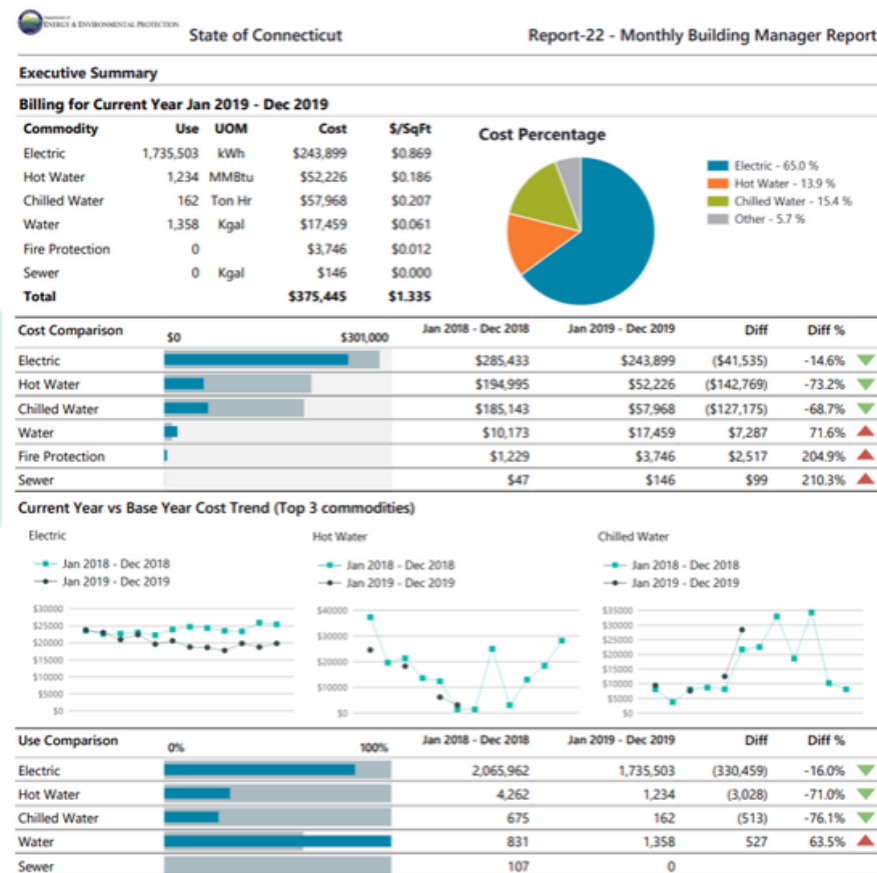 Department of
ENERGY & ENVIRONMENTAL PROTECTION
State of Connecticut
Report-22 - Monthly Building Manager Report
Executive Summary
Billing for Current Year Jan 2019 - Dec 2019
Commodity Use UOM Cost $/SqFt
Electric 1,735,503 kWh $243,899 $0.869
Hot Water 1,234 MMBtu $52,226 $0.186
Chilled Water 162 Ton Hr $57,968 $0.207
Water 1,358 Kgal $17,459 $0.061
Fire Protection 0 $3,746 $0.012
Sewer 0 Kgal $146 $0.000
Total $375,445 $1.335
Cost Percentage
Electric - 65.0 %
Hot Water - 13.9 %
Chilled Water - 15.4 %
Other - 5.7 %
Cost Comparison $0 $301,000 Jan 2018 - Dec 2018 Jan 2019 - Dec 2019 Diff Diff %
Electric $285,433 $243,899 ($41,535) -14.6%
Hot Water $194,995 $52,226 ($142,769) -73.2%
Chilled Water $185,143 $57,968 ($127,175) -68.7%
Water $10,173 $17,459 $7,287 71.6%
Fire Protection $1,229 $3,746 $2,517 204.9%
Sewer $47 $146 $99 210.3%
Current Year vs Base Year Cost Trend (Top 3 commodities)
Electric
Jan 2018 - Dec 2018
Jan 2019 - Dec 2019
$30000
$25000
$20000
$15000
$10000
$5000
$0
Hot Water
Jan 2018 - Dec 2018
Jan 2019 - Dec 2019
$40000
$30000
$20000
$10000
$0
Chilled Water
Jan 2018 - Dec 2018
Jan 2019 - Dec 2019
$35000
$30000
$25000
$20000
$15000
$10000
$5000
$0
Use Comparison 0% 100% Jan 2018 - Dec 2018 Jan 2019 - Dec 2019 Diff Diff %
Electric 2,065,962 1,735,503 (330,459) -16.0%
Hot Water 4,262 1,234 (3,028) -71.0%
Chilled Water 675 162 (513) -76.1%
Water 831 1,358 527 63.5%
Sewer 107 0